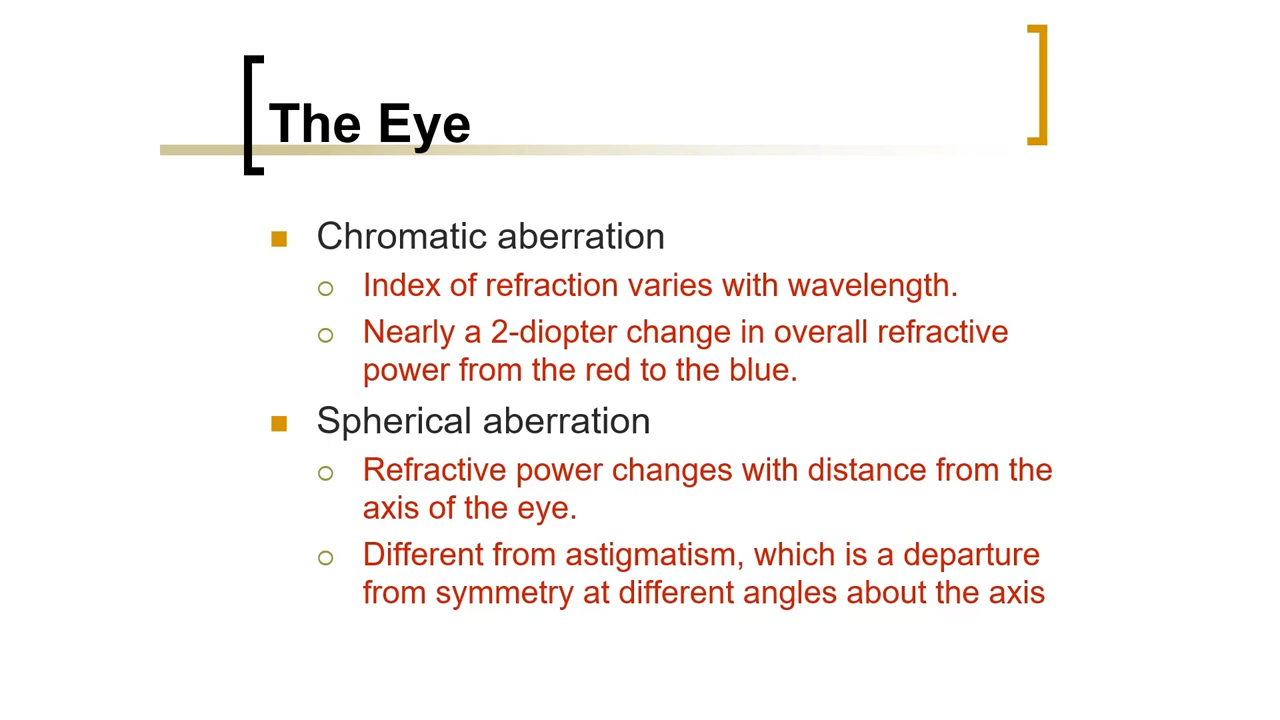 The Eye
Chromatic aberration
Index of refraction varies with wavelength.
Nearly a 2-diopter change in overall refractive
power from the red to the blue.
Spherical aberration
Refractive power changes with distance from the
axis of the eye.
Different from astigmatism, which is a departure
from symmetry at different angles about the axis